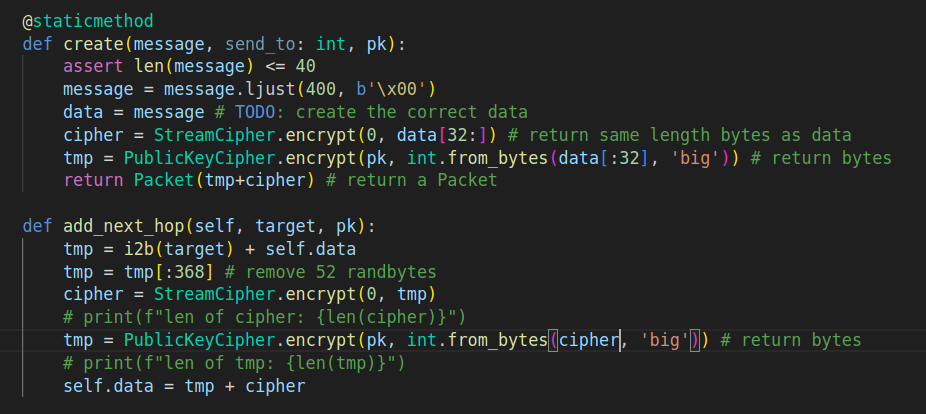 @staticmethod
def create(message, send_to: int, pk):
    assert len(message) <= 40
    message = message.ljust(400, b'\x00')
    data = message # TODO: create the correct data
    cipher = StreamCipher.encrypt(0, data[32:]) # return same length bytes as data
    tmp = PublicKeyCipher.encrypt(pk, int.from_bytes(data[:32], 'big')) # return bytes
    return Packet(tmp+cipher) # return a Packet

def add_next_hop(self, target, pk):
    tmp = i2b(target) + self.data
    tmp = tmp[:368] # remove 52 randbytes
    cipher = StreamCipher.encrypt(0, tmp)
    # print(f"len of cipher: {len(cipher)}")
    tmp = PublicKeyCipher.encrypt(pk, int.from_bytes(cipher, 'big')) # return bytes
    # print(f"len of tmp: {len(tmp)}")
    self.data = tmp + cipher